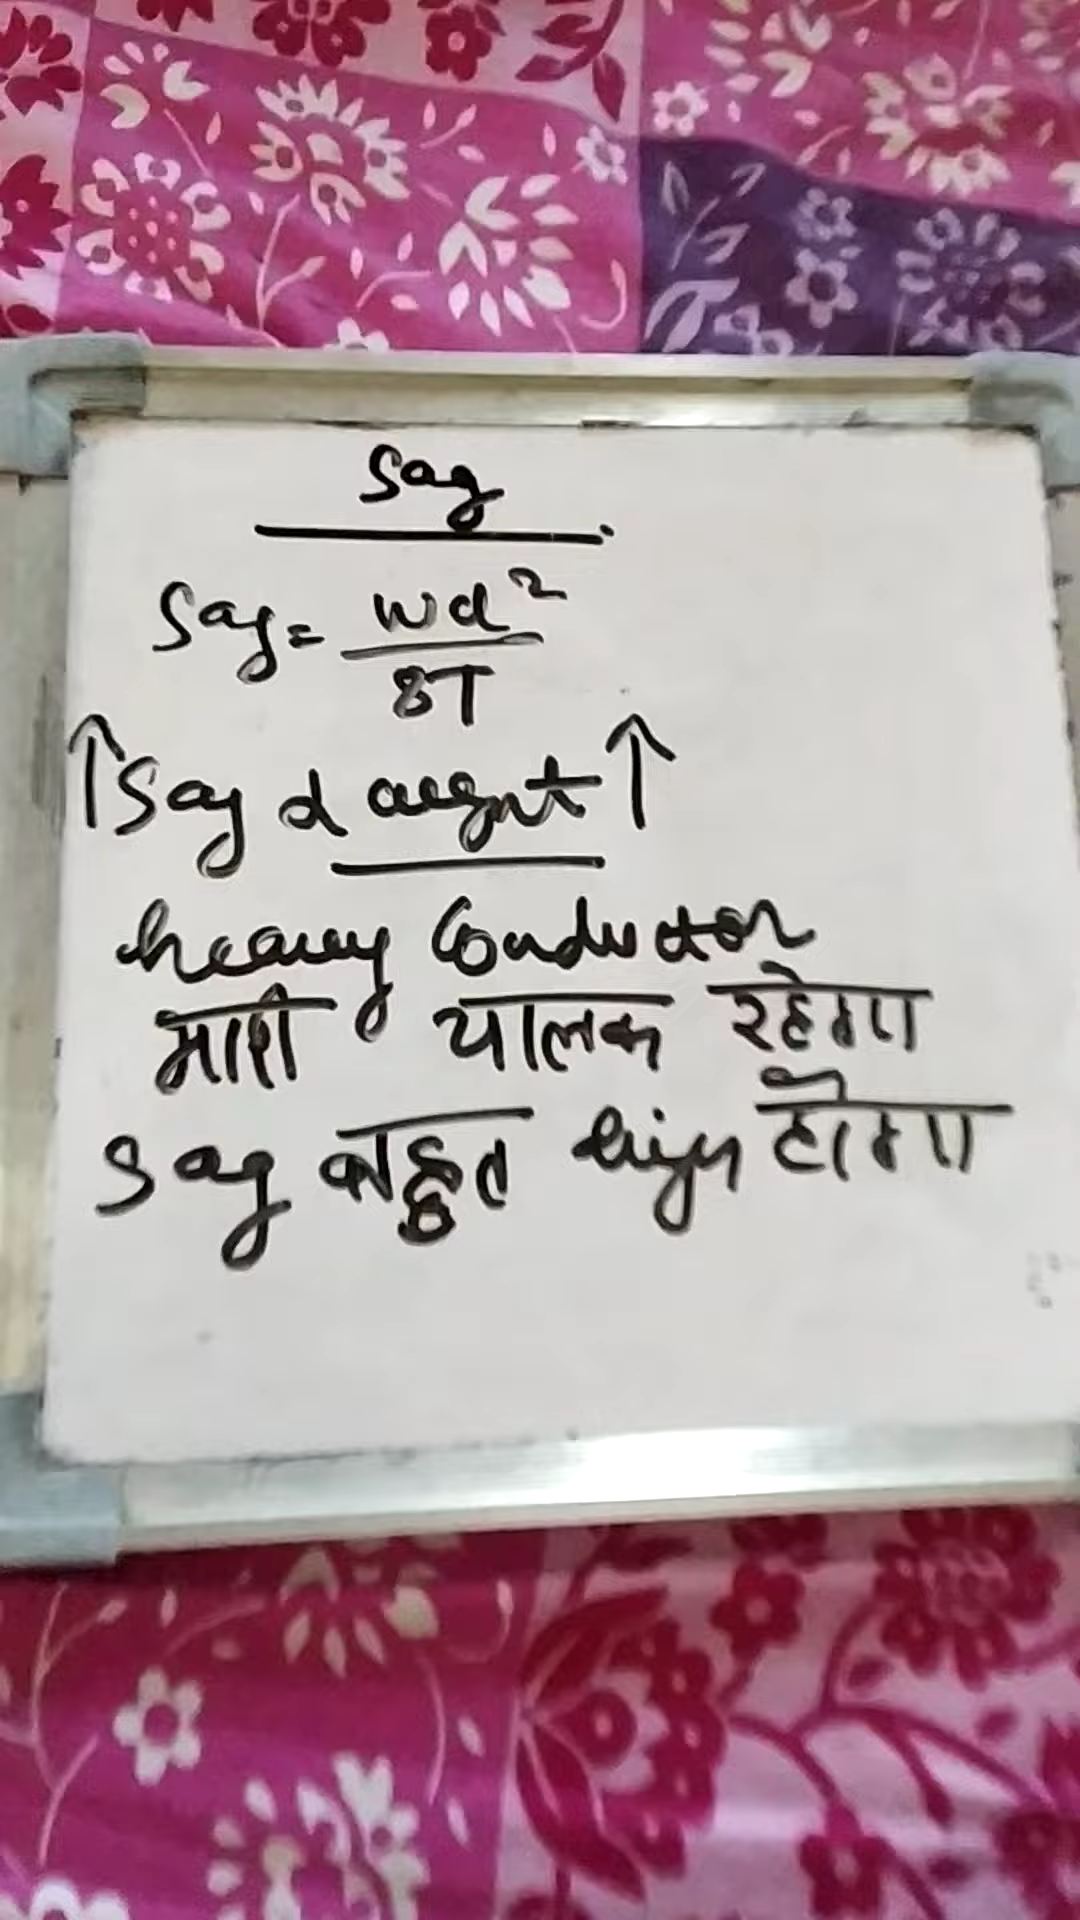 Sag
Sag = wd²/8T
↑ Sag α weight ↑
heavy Conductor
भारी चालक रहेगा
Sag बहुत high होगा